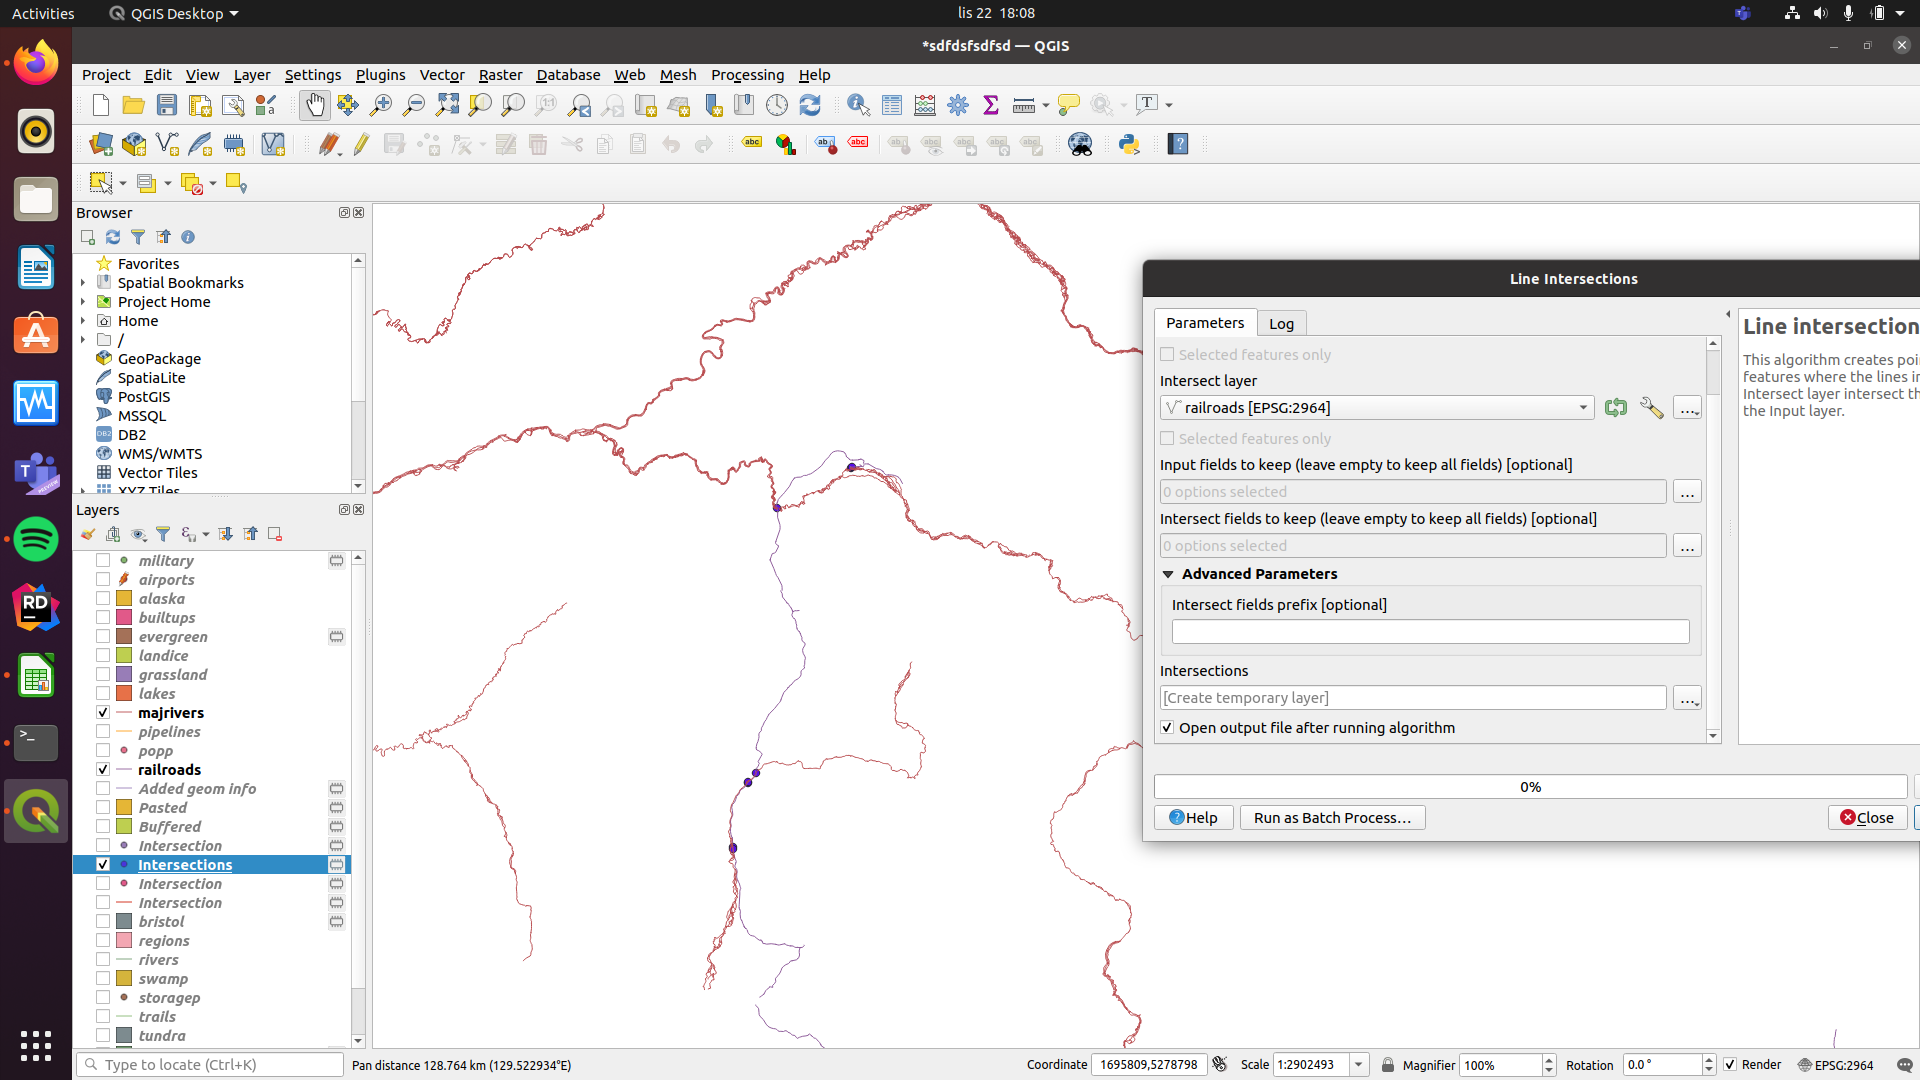 Activities
QGIS Desktop
lis 22 18:08
*sdfdsfsdfsd — QGIS
Project Edit View Layer Settings Plugins Vector Raster Database Web Mesh Processing Help
Browser
Favorites
Spatial Bookmarks
Project Home
Home
/
GeoPackage
SpatiaLite
PostGIS
MSSQL
DB2
WMS/WMTS
Vector Tiles
XYZ Tiles
Layers
military
airports
alaska
builtups
evergreen
landice
grassland
lakes
majrivers
pipelines
popp
railroads
Added geom info
Pasted
Buffered
Intersection
Intersections
Intersection
Intersection
bristol
regions
rivers
swamp
storagep
trails
tundra
Line Intersections
Parameters
Log
Selected features only
Intersect layer
railroads [EPSG:2964]
Selected features only
Input fields to keep (leave empty to keep all fields) [optional]
0 options selected
…
Intersect fields to keep (leave empty to keep all fields) [optional]
0 options selected
…
Advanced Parameters
Intersect fields prefix [optional]
Intersections
[Create temporary layer]
…
Open output file after running algorithm
Line intersection
This algorithm creates poi
features where the lines in
Intersect layer intersect th
the Input layer.
0%
Help
Run as Batch Process…
Close
Type to locate (Ctrl+K)
Pan distance 128.764 km (129.522934°E)
Coordinate 1695809,5278798
Scale 1:2902493
Magnifier 100%
Rotation 0.0 °
Render
EPSG:2964